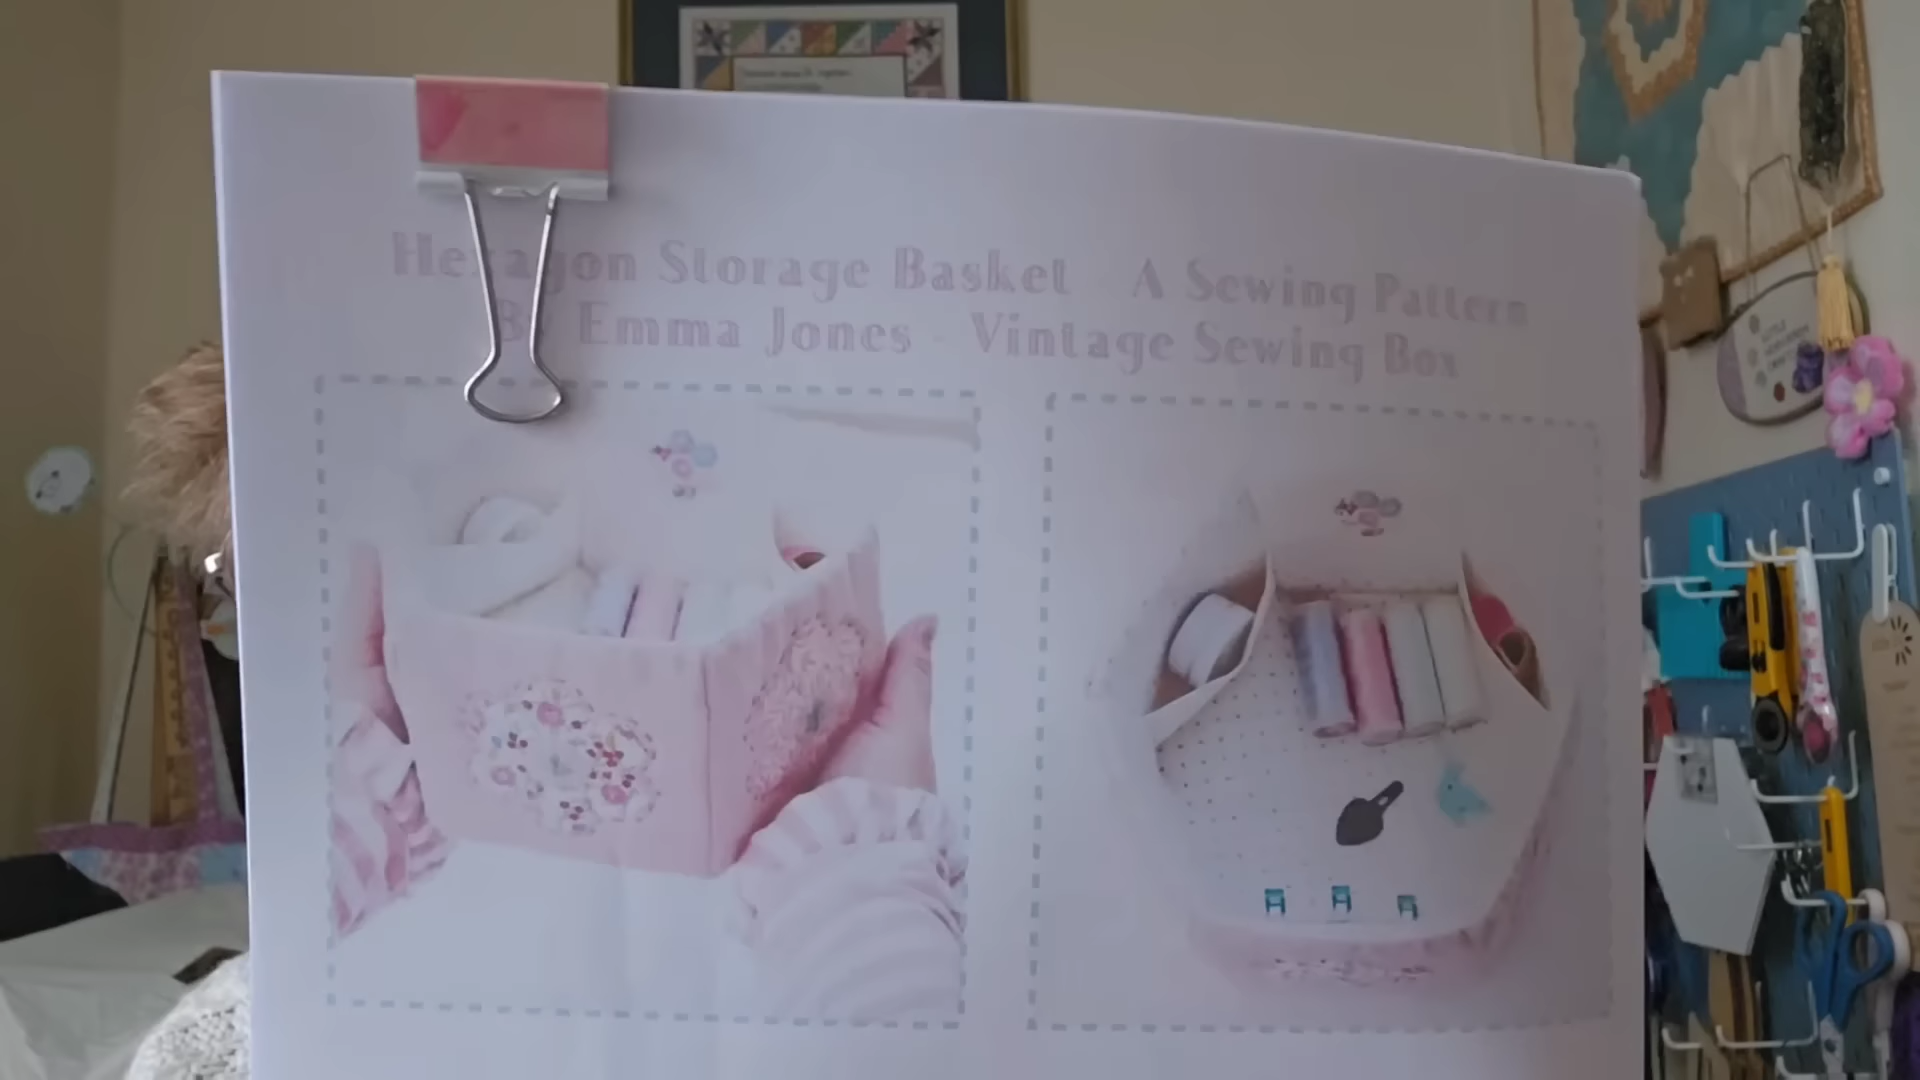 Hexagon Storage Basket - A Sewing Pattern
By Emma Jones - Vintage Sewing Box